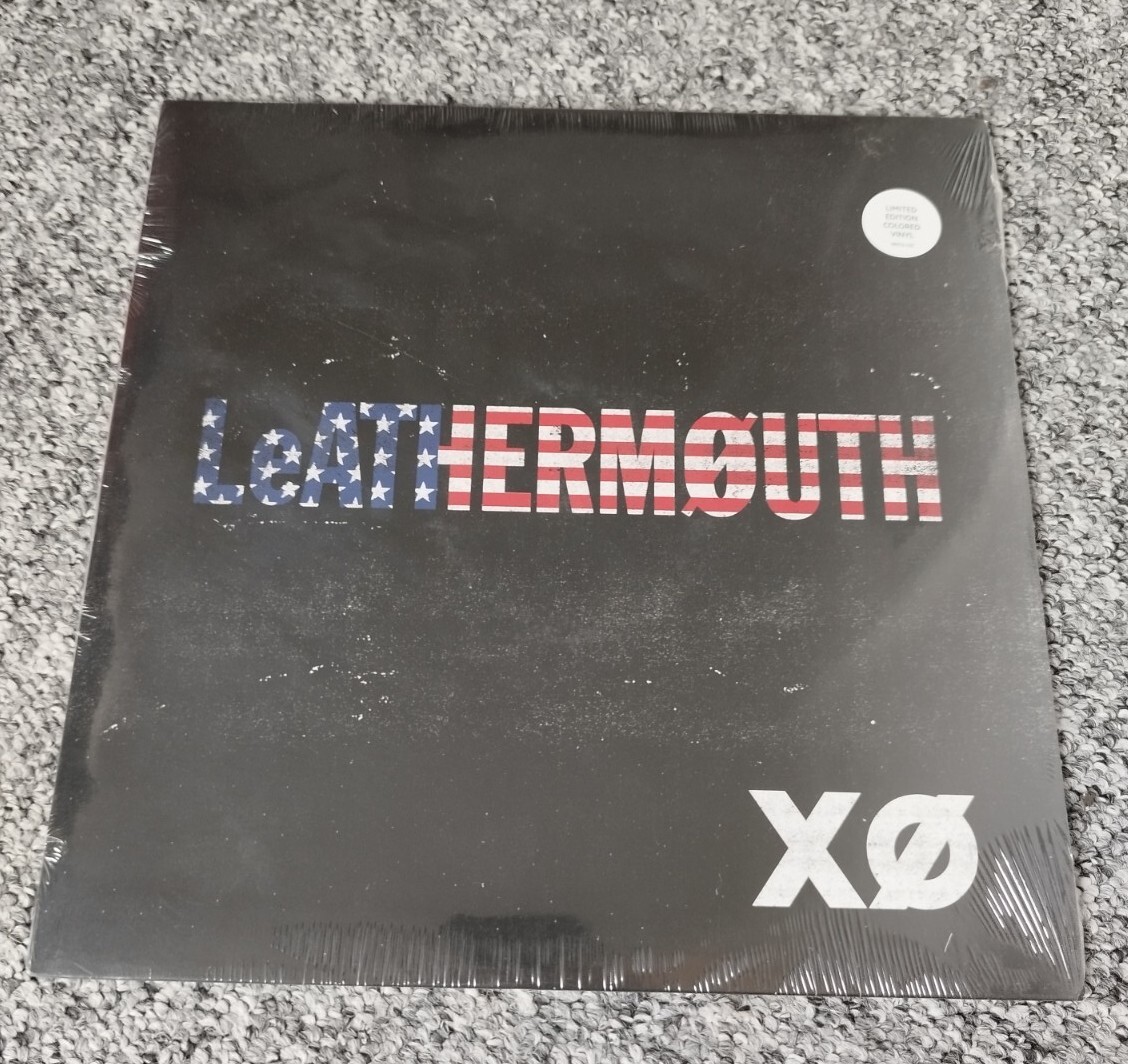 LIMITED
EDITION
COLORED
VINYL
LeATHERMØUTH
XØ